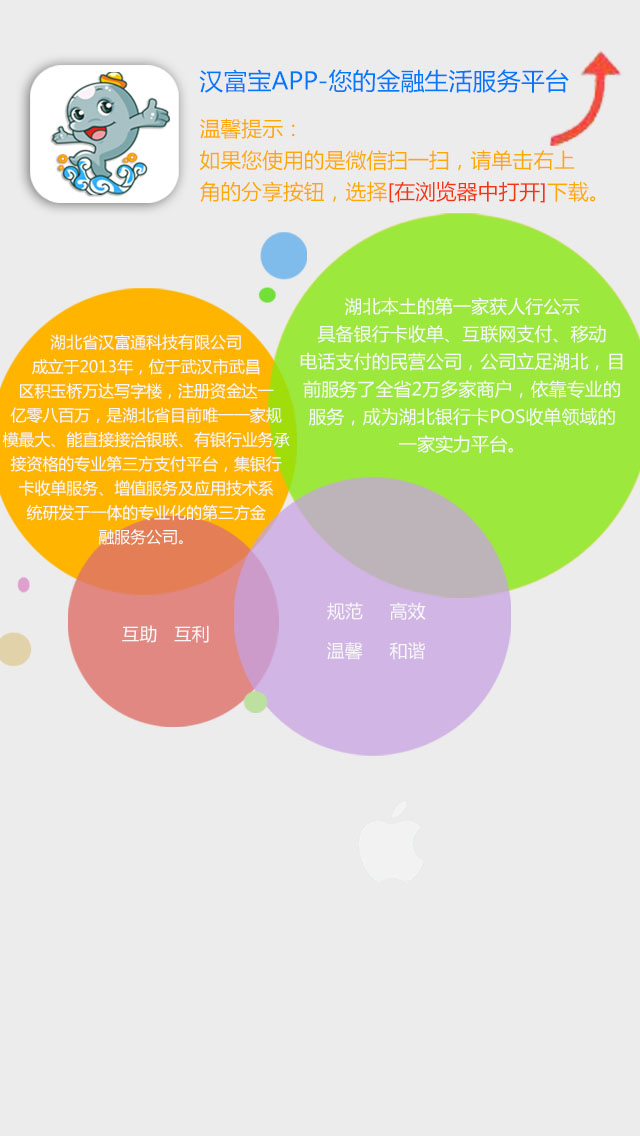 汉富宝APP-您的金融生活服务平台
温馨提示：
如果您使用的是微信扫一扫，请单击右上
角的分享按钮，选择[在浏览器中打开]下载。
湖北本土的第一家获人行公示
具备银行卡收单、互联网支付、移动
电话支付的民营公司，公司立足湖北，目
前服务了全省2万多家商户，依靠专业的
服务，成为湖北银行卡POS收单领域的
一家实力平台。
湖北省汉富通科技有限公司
成立于2013年，位于武汉市武昌
区积玉桥万达写字楼，注册资金达一
亿零八百万，是湖北省目前唯一一家规
模最大、能直接接洽银联、有银行业务承
接资格的专业第三方支付平台，集银行
卡收单服务、增值服务及应用技术系
统研发于一体的专业化的第三方金
融服务公司。
互助 互利
规范 高效
温馨 和谐